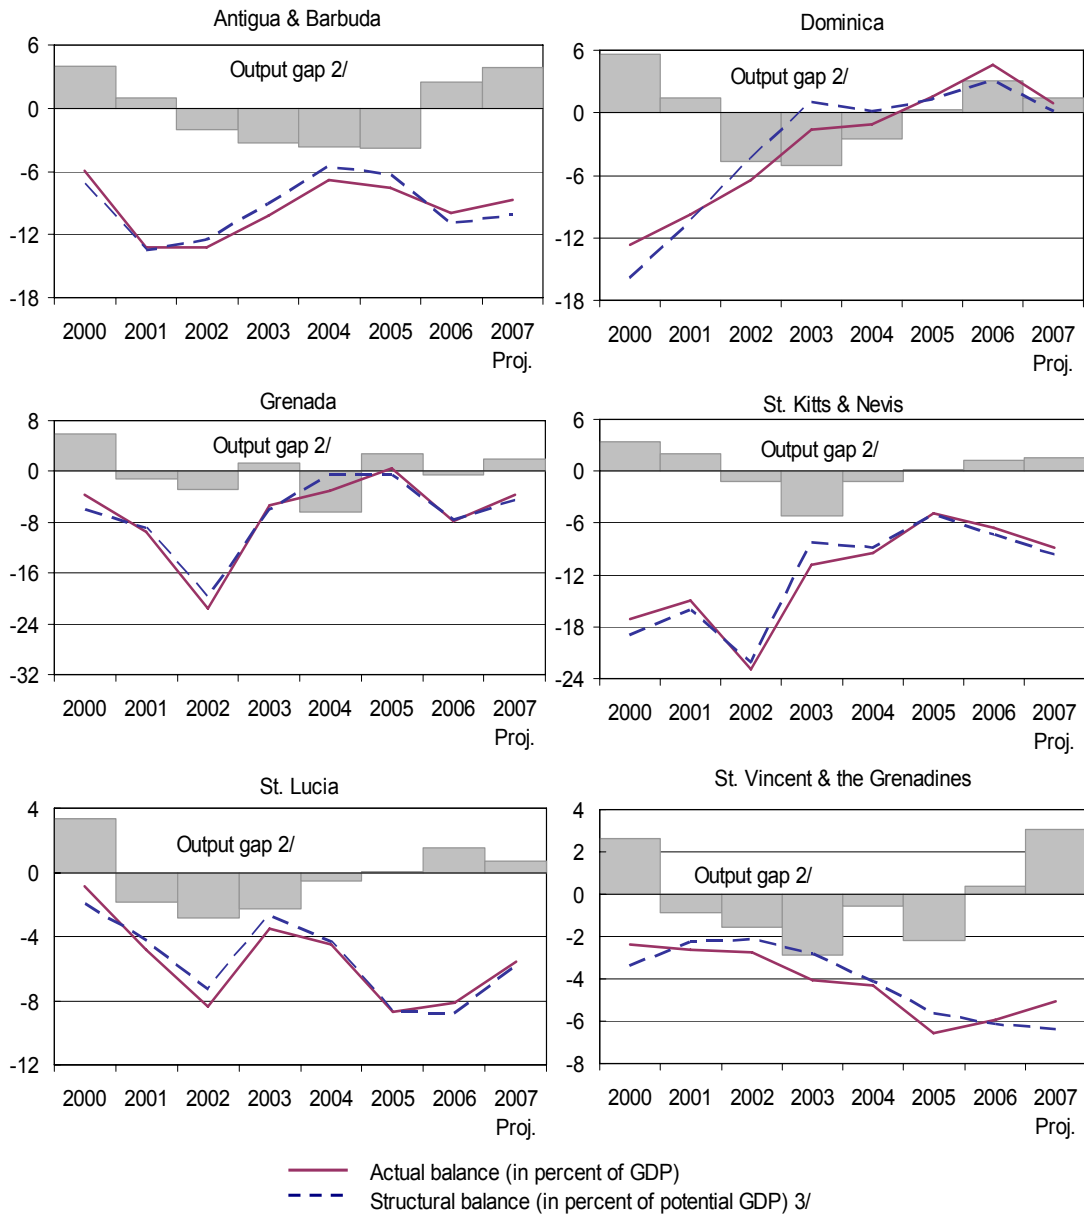 Antigua & Barbuda
6
0
-6
-12
-18
Output gap 2/
2000 2001 2002 2003 2004 2005 2006 2007
Proj.
Dominica
6
0
-6
-12
-18
Output gap 2/
2000 2001 2002 2003 2004 2005 2006 2007
Proj.
Grenada
8
0
-8
-16
-24
-32
Output gap 2/
2000 2001 2002 2003 2004 2005 2006 2007
Proj.
St. Kitts & Nevis
6
0
-6
-12
-18
-24
Output gap 2/
2000 2001 2002 2003 2004 2005 2006 2007
Proj.
St. Lucia
4
0
-4
-8
-12
Output gap 2/
2000 2001 2002 2003 2004 2005 2006 2007
Proj.
St. Vincent & the Grenadines
4
2
0
-2
-4
-6
-8
Output gap 2/
2000 2001 2002 2003 2004 2005 2006 2007
Proj.
Actual balance (in percent of GDP)
Structural balance (in percent of potential GDP) 3/